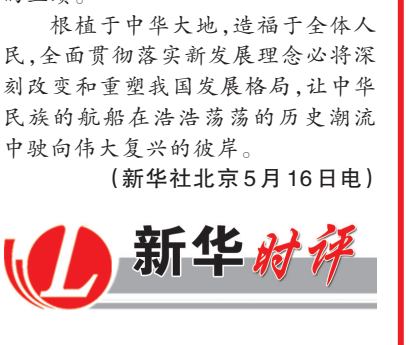 的业绩。
根植于中华大地,造福于全体人
民,全面贯彻落实新发展理念必将深
刻改变和重塑我国发展格局,让中华
民族的航船在浩浩荡荡的历史潮流
中驶向伟大复兴的彼岸。
(新华社北京5月16日电)
新华时评